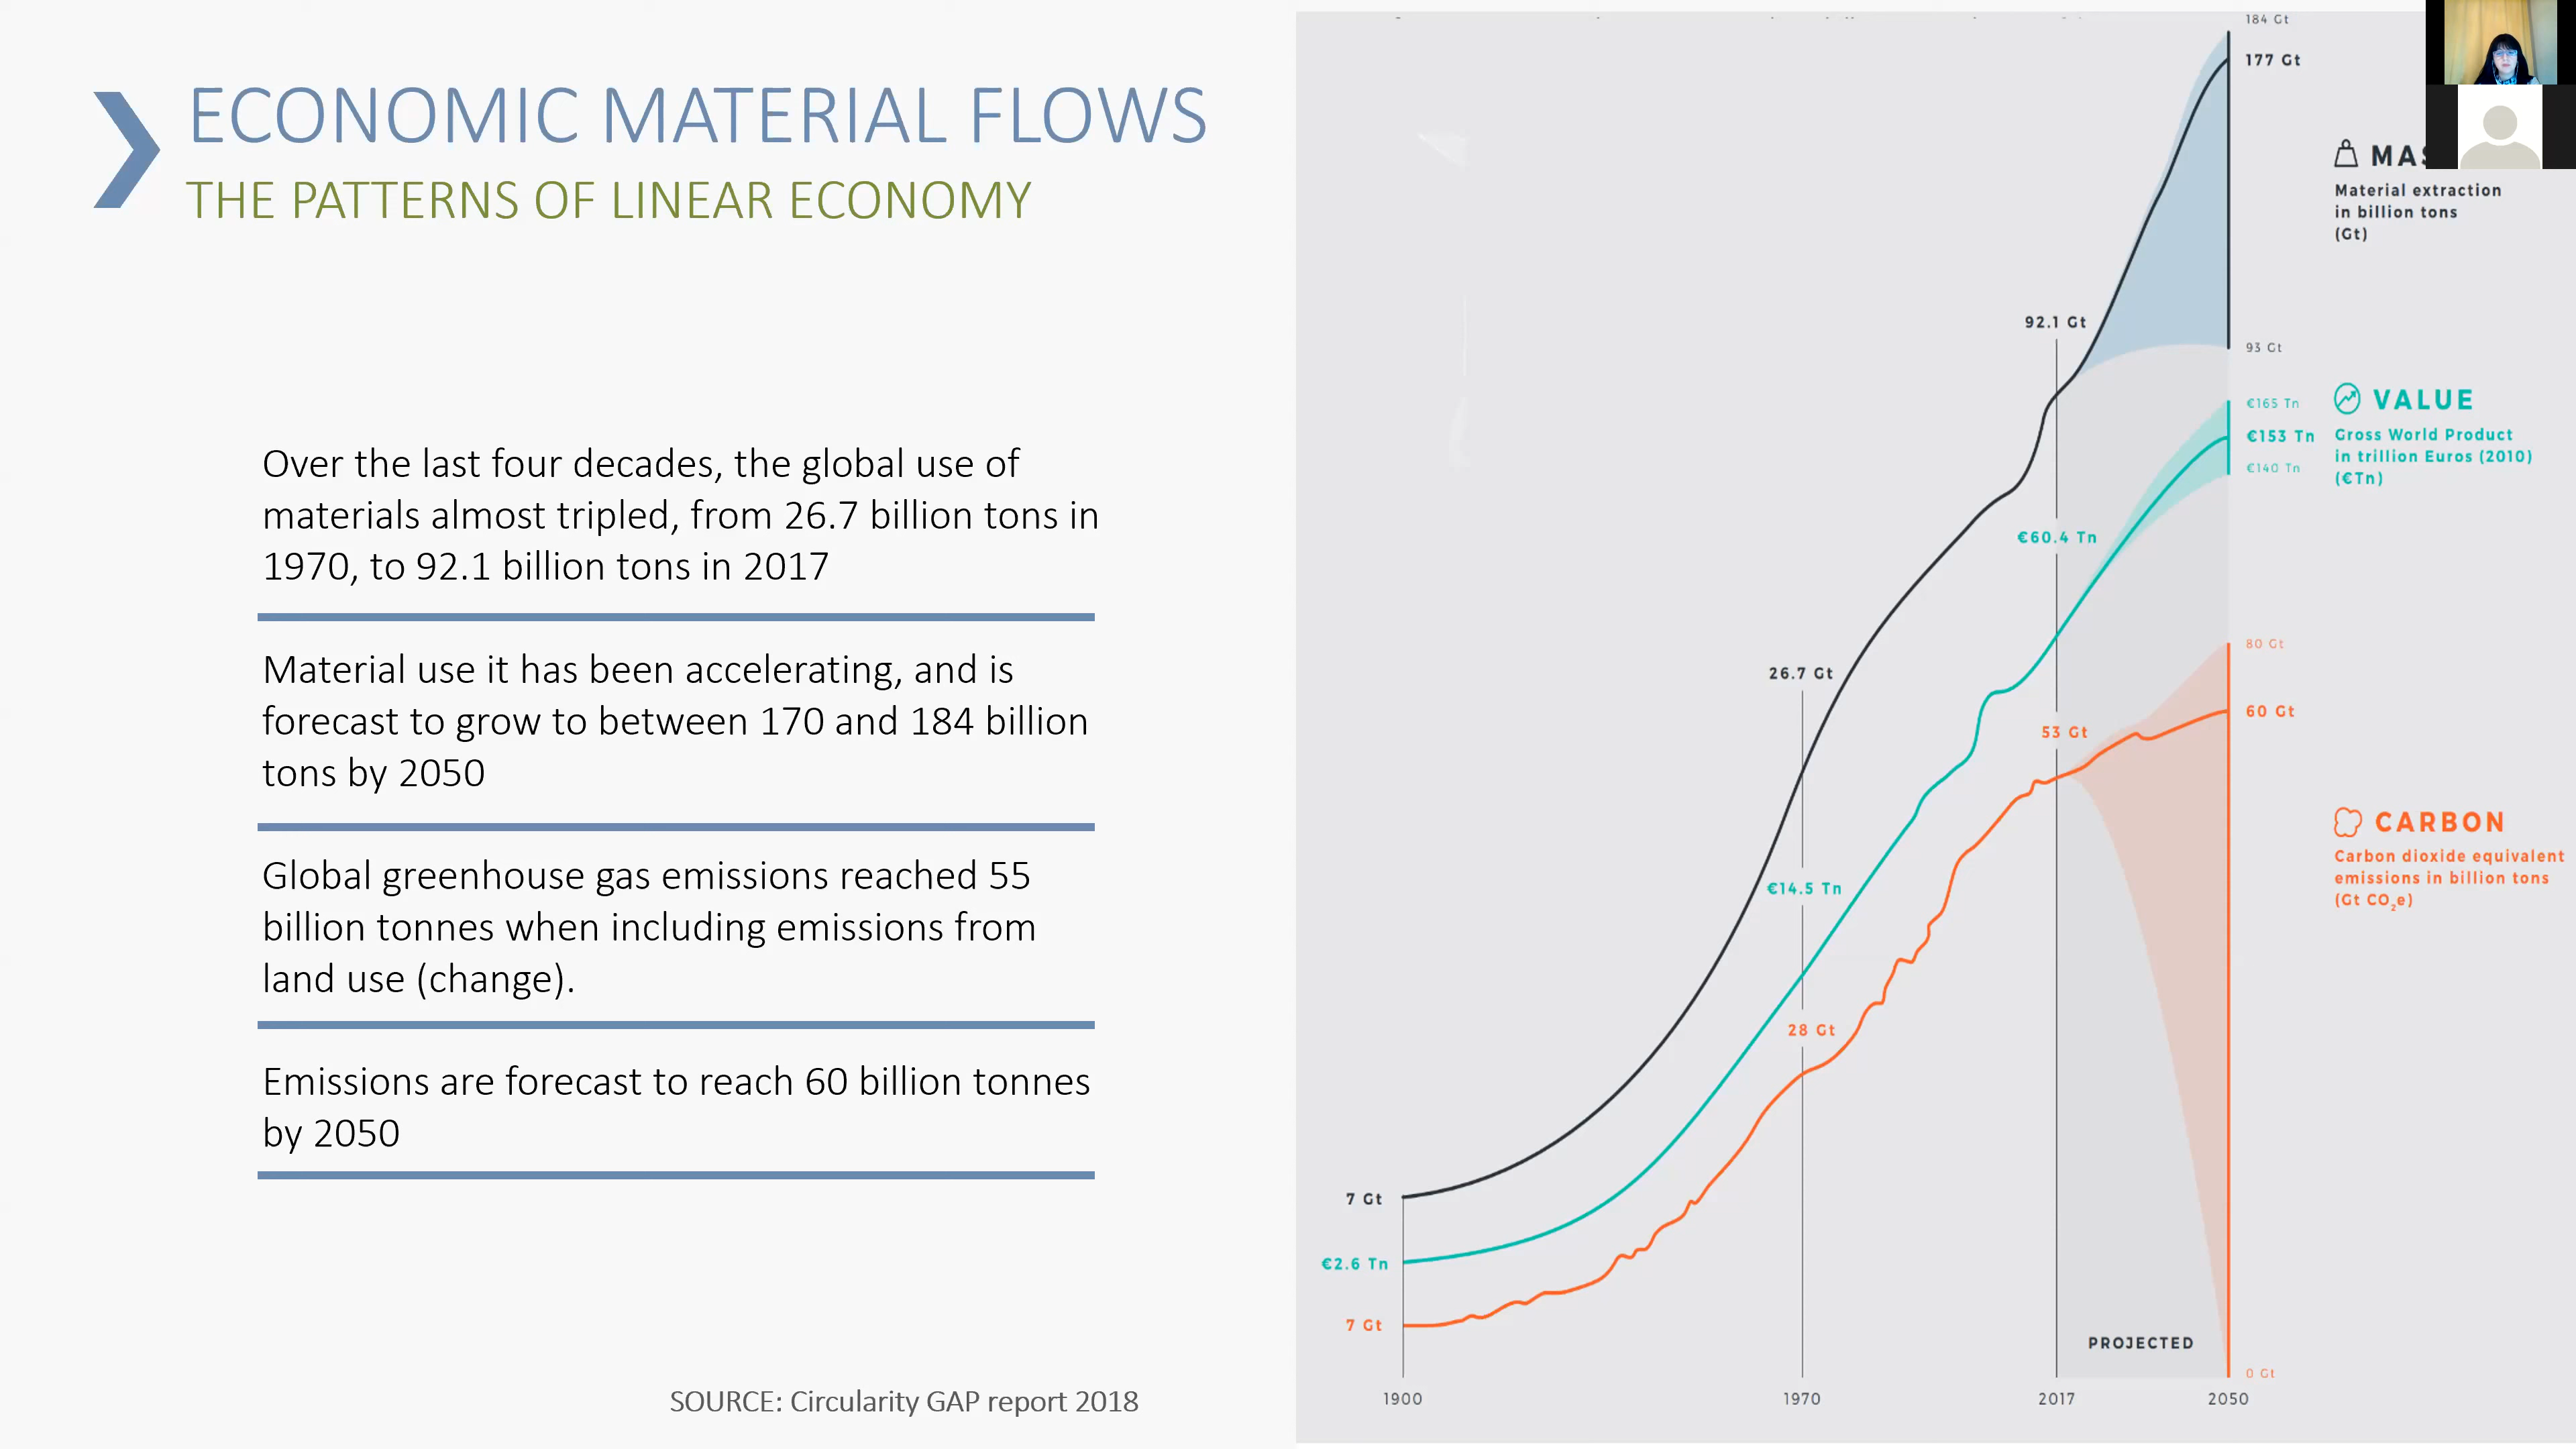 ECONOMIC MATERIAL FLOWS
THE PATTERNS OF LINEAR ECONOMY
Over the last four decades, the global use of
materials almost tripled, from 26.7 billion tons in
1970, to 92.1 billion tons in 2017
Material use it has been accelerating, and is
forecast to grow to between 170 and 184 billion
tons by 2050
Global greenhouse gas emissions reached 55
billion tonnes when including emissions from
land use (change).
Emissions are forecast to reach 60 billion tonnes
by 2050
SOURCE: Circularity GAP report 2018
184 Gt
177 Gt
Material extraction
in billion tons
(Gt)
92.1 Gt
93 Gt
€165 Tn
VALUE
€153 Tn
Gross World Product
in trillion Euros (2010)
(€Tn)
€140 Tn
€60.4 Tn
80 Gt
26.7 Gt
60 Gt
53 Gt
CARBON
Carbon dioxide equivalent
emissions in billion tons
(Gt CO₂e)
€14.5 Tn
28 Gt
7 Gt
€2.6 Tn
7 Gt
PROJECTED
0 Gt
1900
1970
2017
2050